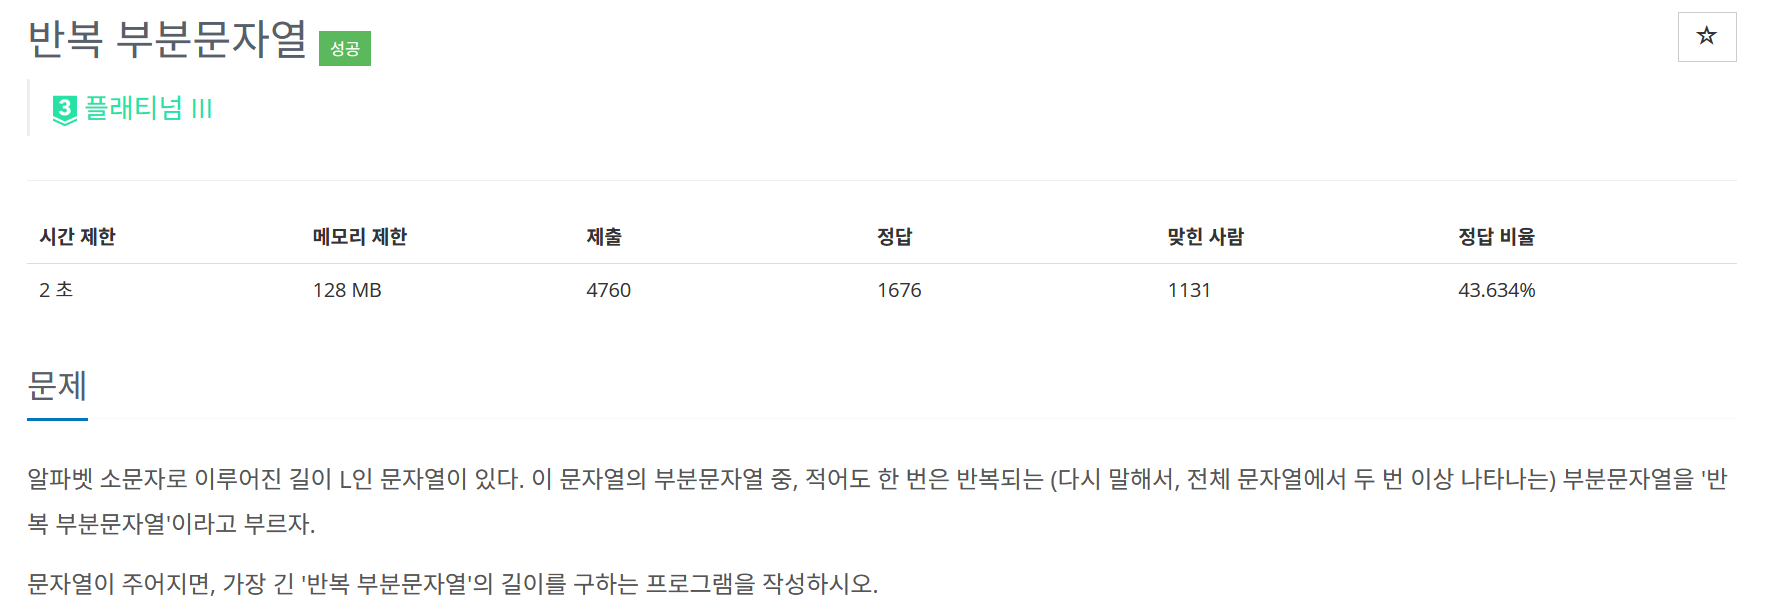 반복 부분문자열 성공
3 플래티넘 III
시간 제한 메모리 제한 제출 정답 맞힌 사람 정답 비율
2 초 128 MB 4760 1676 1131 43.634%
문제
알파벳 소문자로 이루어진 길이 L인 문자열이 있다. 이 문자열의 부분문자열 중, 적어도 한 번은 반복되는 (다시 말해서, 전체 문자열에서 두 번 이상 나타나는) 부분문자열을 '반
복 부분문자열'이라고 부르자.
문자열이 주어지면, 가장 긴 '반복 부분문자열'의 길이를 구하는 프로그램을 작성하시오.